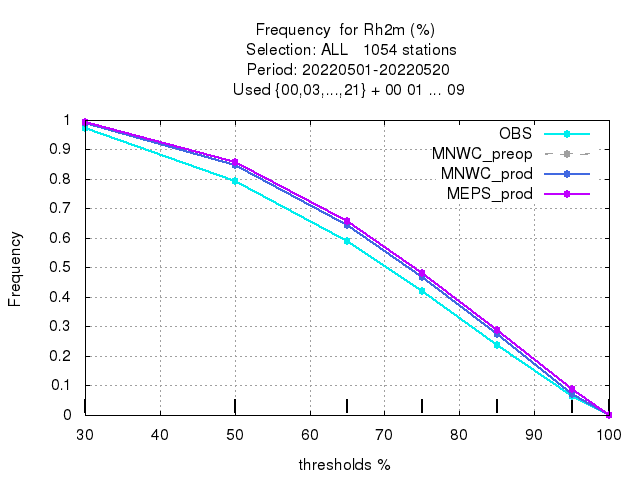 Frequency  for Rh2m (%)
Selection: ALL   1054 stations
Period: 20220501-20220520
Used {00,03,...,21} + 00 01 ... 09
OBS
MNWC_preop
MNWC_prod
MEPS_prod
1
0.9
0.8
0.7
0.6
0.5
0.4
0.3
0.2
0.1
0
Frequency
30 40 50 60 70 80 90 100
thresholds %